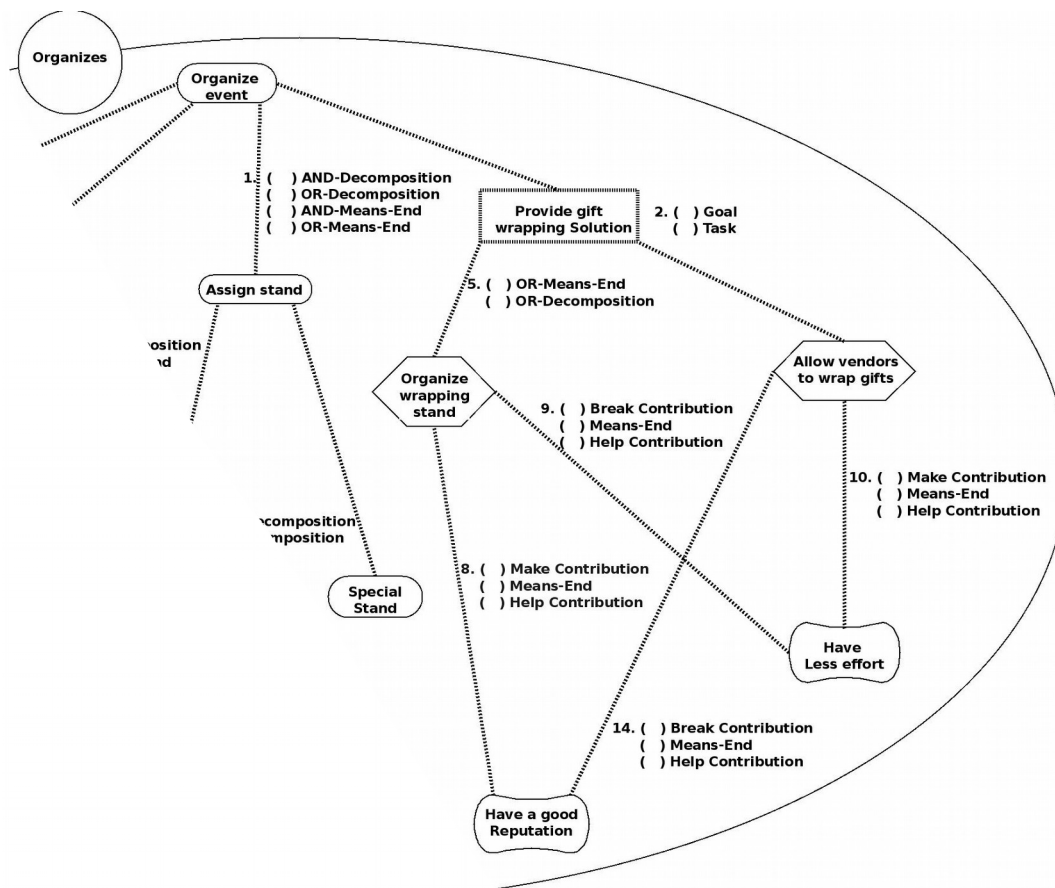 Organizes
Organize
event
1. (   ) AND-Decomposition
(   ) OR-Decomposition
(   ) AND-Means-End
(   ) OR-Means-End
Provide gift
wrapping Solution
2. (   ) Goal
(   ) Task
Assign stand
5. (   ) OR-Means-End
(   ) OR-Decomposition
osition
Organize
wrapping
stand
Allow vendors
to wrap gifts
9. (   ) Break Contribution
(   ) Means-End
(   ) Help Contribution
10. (   ) Make Contribution
(   ) Means-End
(   ) Help Contribution
ecomposition
mposition
8. (   ) Make Contribution
(   ) Means-End
(   ) Help Contribution
Special
Stand
Have
Less effort
14. (   ) Break Contribution
(   ) Means-End
(   ) Help Contribution
Have a good
Reputation